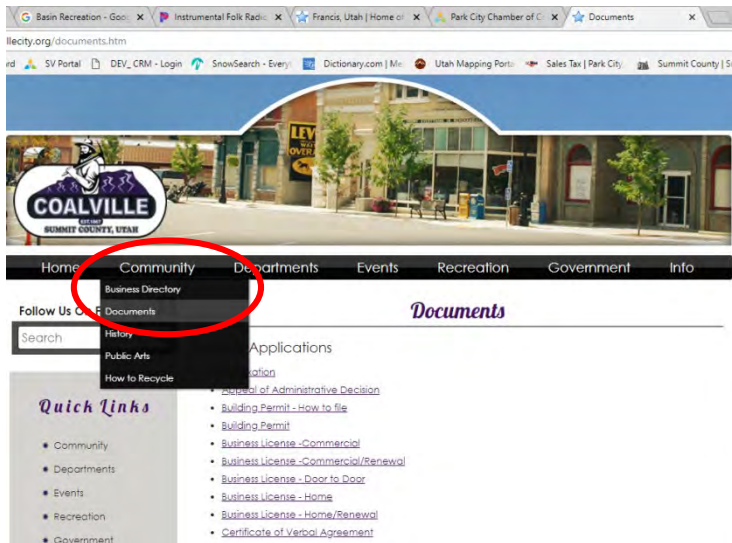 Basin Recreation - Goo
Instrumental Folk Radio
Francis, Utah | Home of
Park City Chamber of C
Documents
llecity.org/documents.htm
rd
SV Portal
DEV_CRM - Login
SnowSearch - Every
Dictionary.com | Me
Utah Mapping Porta
Sales Tax | Park City,
Summit County | S
LEV
OVER
COALVILLE
EST. 1867
SUMMIT COUNTY, UTAH
Home Community Departments Events Recreation Government Info
Business Directory
Documents
History
Public Arts
How to Recycle
Follow Us O
Search
Documents
Applications
ation
Appeal of Administrative Decision
Building Permit - How to file
Building Permit
Business License -Commercial
Business License -Commercial/Renewal
Business License - Door to Door
Business License - Home
Business License - Home/Renewal
Certificate of Verbal Agreement
Quick Links
Community
Departments
Events
Recreation
Government